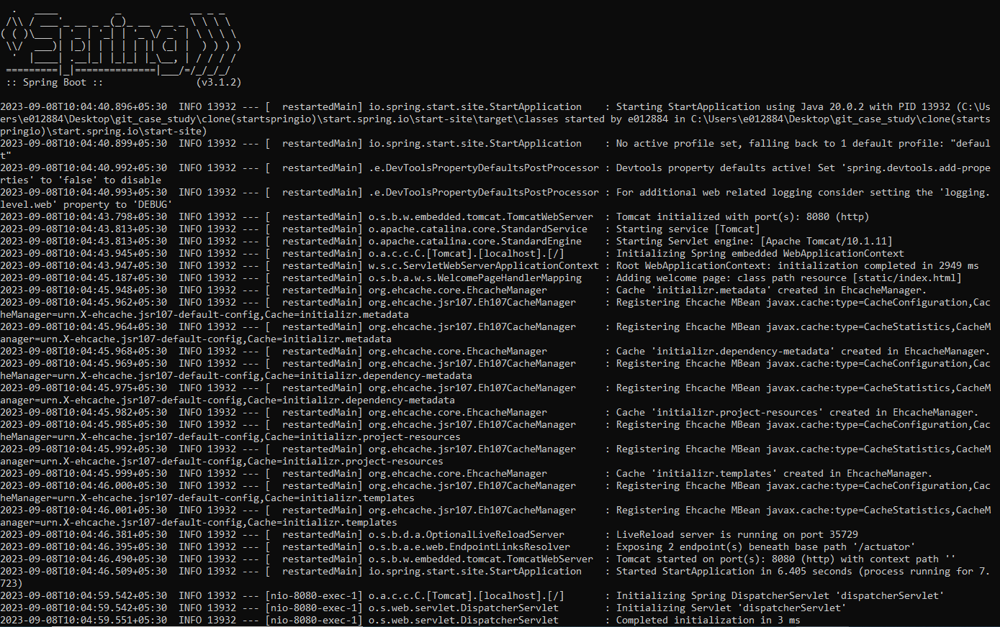 .   ____          _            __ _ _
 /\\ / ___'_ __ _ _(_)_ __  __ _ \ \ \ \
( ( )\___ | '_ | '_| | '_ \/ _` | \ \ \ \
 \\/  ___)| |_)| | | | | || (_| |  ) ) ) )
  '  |____| .__|_| |_|_| |_\__, | / / / /
 =========|_|==============|___/=/_/_/_/
 :: Spring Boot ::                (v3.1.2)
2023-09-08T10:04:40.896+05:30  INFO 13932 --- [  restartedMain] io.spring.start.site.StartApplication    : Starting StartApplication using Java 20.0.2 with PID 13932 (C:\Us
ers\e012884\Desktop\git_case_study\clone(startspringio)\start.spring.io\start-site\target\classes started by e012884 in C:\Users\e012884\Desktop\git_case_study\clone(starts
pringio)\start.spring.io\start-site)
2023-09-08T10:04:40.899+05:30  INFO 13932 --- [  restartedMain] io.spring.start.site.StartApplication    : No active profile set, falling back to 1 default profile: "defaul
t"
2023-09-08T10:04:40.992+05:30  INFO 13932 --- [  restartedMain] .e.DevToolsPropertyDefaultsPostProcessor : Devtools property defaults active! Set 'spring.devtools.add-prope
rties' to 'false' to disable
2023-09-08T10:04:40.993+05:30  INFO 13932 --- [  restartedMain] .e.DevToolsPropertyDefaultsPostProcessor : For additional web related logging consider setting the 'logging.
level.web' property to 'DEBUG'
2023-09-08T10:04:43.798+05:30  INFO 13932 --- [  restartedMain] o.s.b.w.embedded.tomcat.TomcatWebServer  : Tomcat initialized with port(s): 8080 (http)
2023-09-08T10:04:43.813+05:30  INFO 13932 --- [  restartedMain] o.apache.catalina.core.StandardService   : Starting service [Tomcat]
2023-09-08T10:04:43.813+05:30  INFO 13932 --- [  restartedMain] o.apache.catalina.core.StandardEngine    : Starting Servlet engine: [Apache Tomcat/10.1.11]
2023-09-08T10:04:43.945+05:30  INFO 13932 --- [  restartedMain] o.a.c.c.C.[Tomcat].[localhost].[/]       : Initializing Spring embedded WebApplicationContext
2023-09-08T10:04:43.947+05:30  INFO 13932 --- [  restartedMain] w.s.c.ServletWebServerApplicationContext : Root WebApplicationContext: initialization completed in 2949 ms
2023-09-08T10:04:45.187+05:30  INFO 13932 --- [  restartedMain] o.s.b.a.w.s.WelcomePageHandlerMapping    : Adding welcome page: class path resource [static/index.html]
2023-09-08T10:04:45.948+05:30  INFO 13932 --- [  restartedMain] org.ehcache.core.EhcacheManager          : Cache 'initializr.metadata' created in EhcacheManager.
2023-09-08T10:04:45.962+05:30  INFO 13932 --- [  restartedMain] org.ehcache.jsr107.Eh107CacheManager     : Registering Ehcache MBean javax.cache:type=CacheConfiguration,Cac
heManager=urn.X-ehcache.jsr107-default-config,Cache=initializr.metadata
2023-09-08T10:04:45.964+05:30  INFO 13932 --- [  restartedMain] org.ehcache.jsr107.Eh107CacheManager     : Registering Ehcache MBean javax.cache:type=CacheStatistics,CacheM
anager=urn.X-ehcache.jsr107-default-config,Cache=initializr.metadata
2023-09-08T10:04:45.968+05:30  INFO 13932 --- [  restartedMain] org.ehcache.core.EhcacheManager          : Cache 'initializr.dependency-metadata' created in EhcacheManager.
2023-09-08T10:04:45.969+05:30  INFO 13932 --- [  restartedMain] org.ehcache.jsr107.Eh107CacheManager     : Registering Ehcache MBean javax.cache:type=CacheConfiguration,Cac
heManager=urn.X-ehcache.jsr107-default-config,Cache=initializr.dependency-metadata
2023-09-08T10:04:45.975+05:30  INFO 13932 --- [  restartedMain] org.ehcache.jsr107.Eh107CacheManager     : Registering Ehcache MBean javax.cache:type=CacheStatistics,CacheM
anager=urn.X-ehcache.jsr107-default-config,Cache=initializr.dependency-metadata
2023-09-08T10:04:45.982+05:30  INFO 13932 --- [  restartedMain] org.ehcache.core.EhcacheManager          : Cache 'initializr.project-resources' created in EhcacheManager.
2023-09-08T10:04:45.985+05:30  INFO 13932 --- [  restartedMain] org.ehcache.jsr107.Eh107CacheManager     : Registering Ehcache MBean javax.cache:type=CacheConfiguration,Cac
heManager=urn.X-ehcache.jsr107-default-config,Cache=initializr.project-resources
2023-09-08T10:04:45.992+05:30  INFO 13932 --- [  restartedMain] org.ehcache.jsr107.Eh107CacheManager     : Registering Ehcache MBean javax.cache:type=CacheStatistics,CacheM
anager=urn.X-ehcache.jsr107-default-config,Cache=initializr.project-resources
2023-09-08T10:04:45.999+05:30  INFO 13932 --- [  restartedMain] org.ehcache.core.EhcacheManager          : Cache 'initializr.templates' created in EhcacheManager.
2023-09-08T10:04:46.000+05:30  INFO 13932 --- [  restartedMain] org.ehcache.jsr107.Eh107CacheManager     : Registering Ehcache MBean javax.cache:type=CacheConfiguration,Cac
heManager=urn.X-ehcache.jsr107-default-config,Cache=initializr.templates
2023-09-08T10:04:46.001+05:30  INFO 13932 --- [  restartedMain] org.ehcache.jsr107.Eh107CacheManager     : Registering Ehcache MBean javax.cache:type=CacheStatistics,CacheM
anager=urn.X-ehcache.jsr107-default-config,Cache=initializr.templates
2023-09-08T10:04:46.381+05:30  INFO 13932 --- [  restartedMain] o.s.b.d.a.OptionalLiveReloadServer       : LiveReload server is running on port 35729
2023-09-08T10:04:46.395+05:30  INFO 13932 --- [  restartedMain] o.s.b.a.e.web.EndpointLinksResolver      : Exposing 2 endpoint(s) beneath base path '/actuator'
2023-09-08T10:04:46.490+05:30  INFO 13932 --- [  restartedMain] o.s.b.w.embedded.tomcat.TomcatWebServer  : Tomcat started on port(s): 8080 (http) with context path ''
2023-09-08T10:04:46.509+05:30  INFO 13932 --- [  restartedMain] io.spring.start.site.StartApplication    : Started StartApplication in 6.405 seconds (process running for 7.
723)
2023-09-08T10:04:59.542+05:30  INFO 13932 --- [nio-8080-exec-1] o.a.c.c.C.[Tomcat].[localhost].[/]       : Initializing Spring DispatcherServlet 'dispatcherServlet'
2023-09-08T10:04:59.545+05:30  INFO 13932 --- [nio-8080-exec-1] o.s.web.servlet.DispatcherServlet        : Initializing Servlet 'dispatcherServlet'
2023-09-08T10:04:59.551+05:30  INFO 13932 --- [nio-8080-exec-1] o.s.web.servlet.DispatcherServlet        : Completed initialization in 3 ms